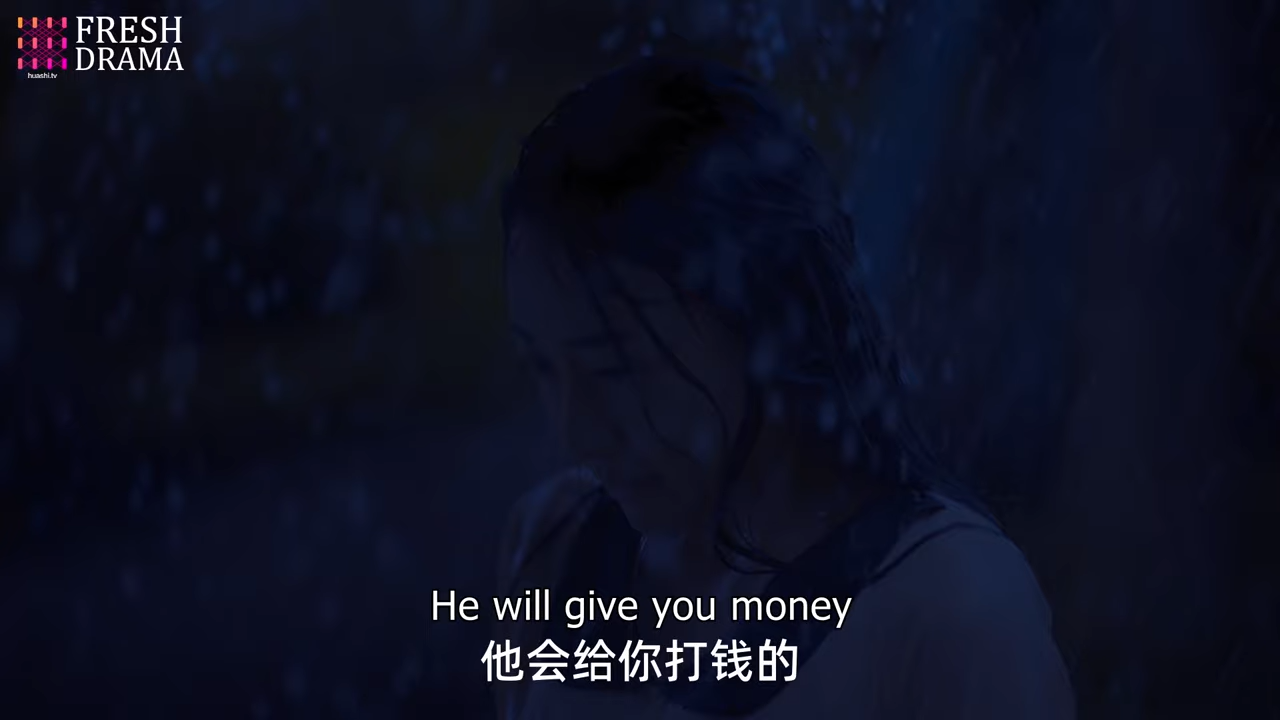 FRESH
DRAMA
huashi.tv
He will give you money
他会给你打钱的